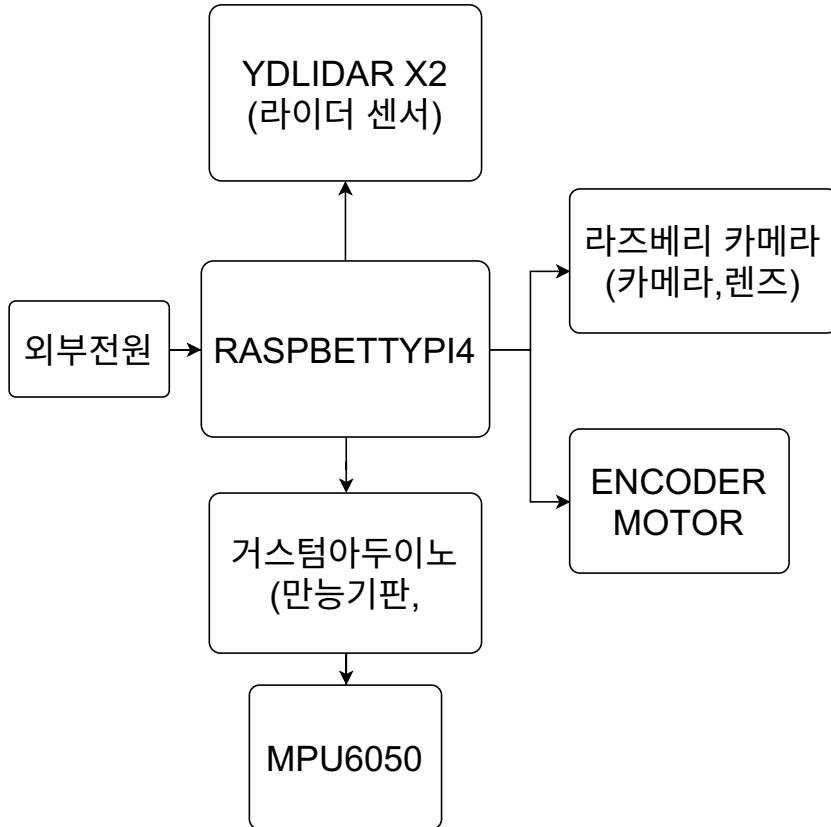 YDLIDAR X2
(라이더 센서)
라즈베리 카메라
(카메라,렌즈)
외부전원
RASPBETTYPI4
ENCODER
MOTOR
거스텀아두이노
(만능기판,
MPU6050